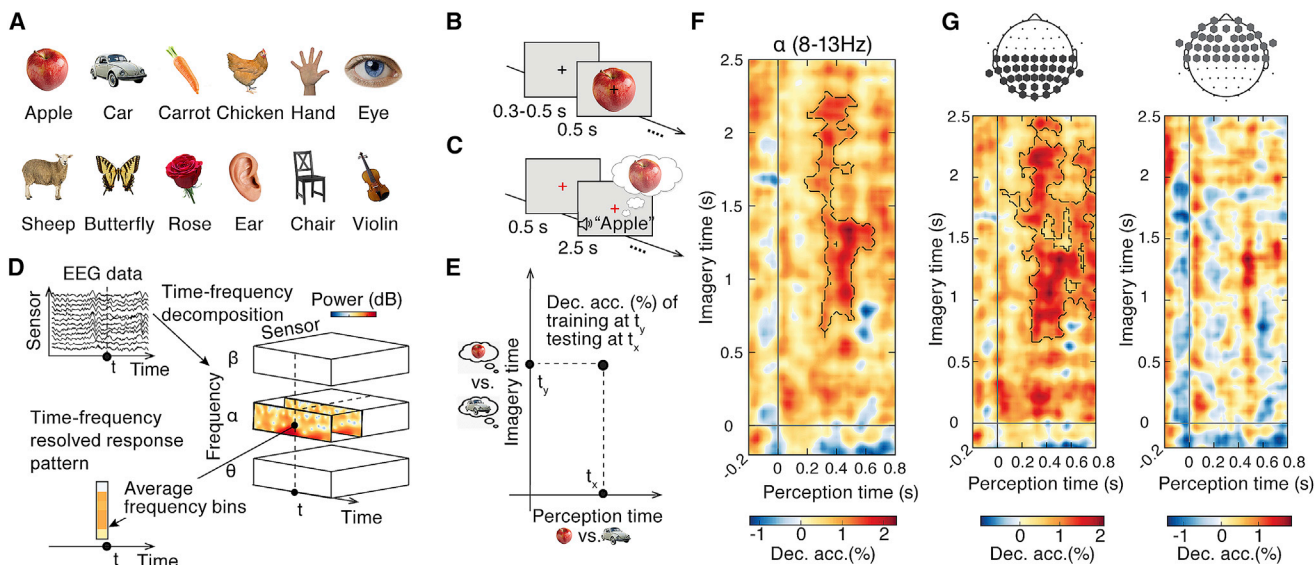 A
Apple Car Carrot Chicken Hand Eye
Sheep Butterfly Rose Ear Chair Violin
B
0.3-0.5 s
0.5 s
C
"Apple"
0.5 s
2.5 s
D
EEG data
Sensor
t Time
Time-frequency
decomposition
Power (dB)
Sensor
Frequency
β
α
θ
t
Time
Time-frequency
resolved response
pattern
Average
frequency bins
t Time
E
Dec. acc. (%) of
training at ty
testing at tx
vs.
Imagery time
ty
tx
Perception time
vs.
F
α (8-13Hz)
Imagery time (s)
2.5
2
1.5
1
0.5
0
-0.2
0 0.2 0.4 0.6 0.8
Perception time (s)
-1 0 1 2
Dec. acc.(%)
G
Imagery time (s)
2.5
2
1.5
1
0.5
0
-0.2
0 0.2 0.4 0.6 0.8
Perception time (s)
0 1 2
Dec. acc.(%)
Imagery time (s)
2.5
2
1.5
1
0.5
0
-0.2
0 0.2 0.4 0.6 0.8
Perception time (s)
-1 0 1
Dec. acc.(%)